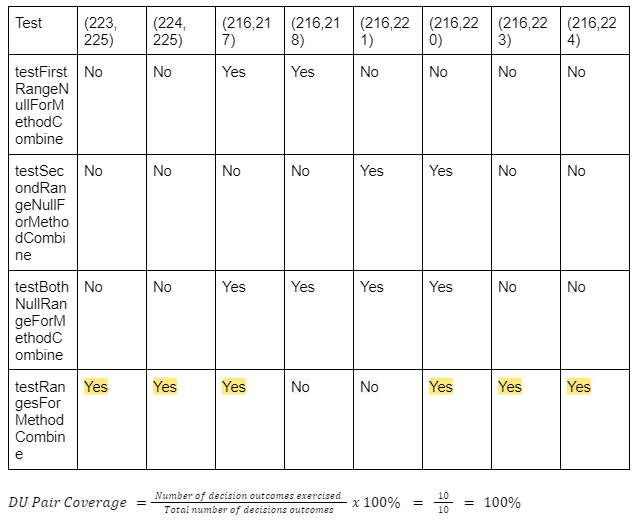 Test (223, 225) (224, 225) (216,217) (216,218) (216,221) (216,220) (216,223) (216,224)
testFirstRangeNullForMethodCombine No No Yes Yes No No No No
testSecondRangeNullForMethodCombine No No No No Yes Yes No No
testBothNullRangeForMethodCombine No No Yes Yes Yes Yes No No
testRangesForMethodCombine Yes Yes Yes No No Yes Yes Yes
DU Pair Coverage = Number of decision outcomes exercised / Total number of decisions outcomes x 100% = 10/10 = 100%